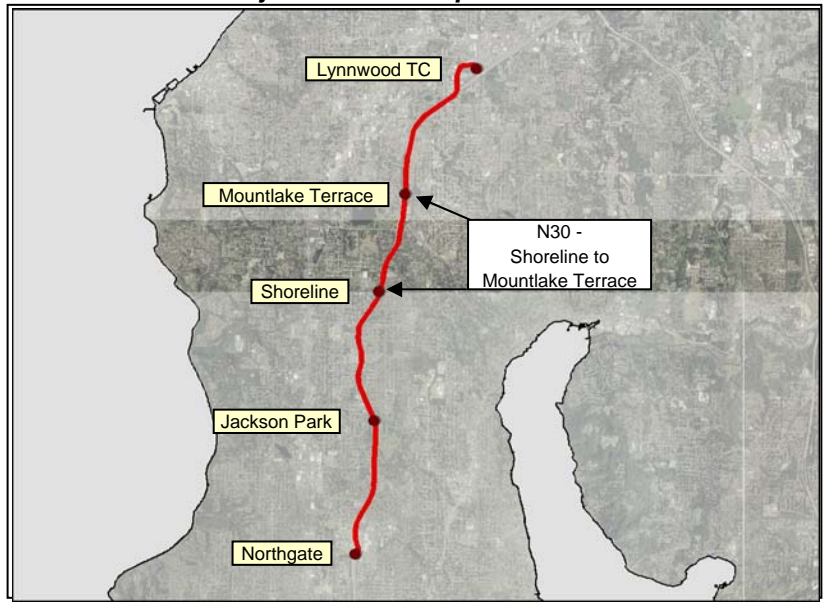 Lynnwood TC
Mountlake Terrace
N30 -
Shoreline to
Mountlake Terrace
Shoreline
Jackson Park
Northgate